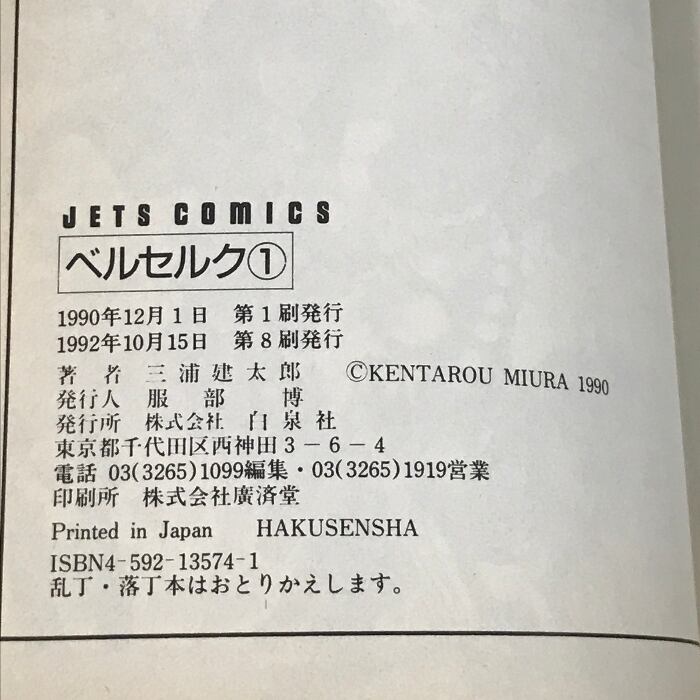 JETS COMICS
ベルセルク①
1990年12月1日　第1刷発行
1992年10月15日　第8刷発行
著者　三浦建太郎　©KENTAROU MIURA 1990
発行人　服部　博
発行所　株式会社　白泉社
東京都千代田区西神田3－6－4
電話 03(3265)1099編集・03(3265)1919営業
印刷所　株式会社廣済堂
Printed in Japan　HAKUSENSHA
ISBN4-592-13574-1
乱丁・落丁本はおとりかえします。